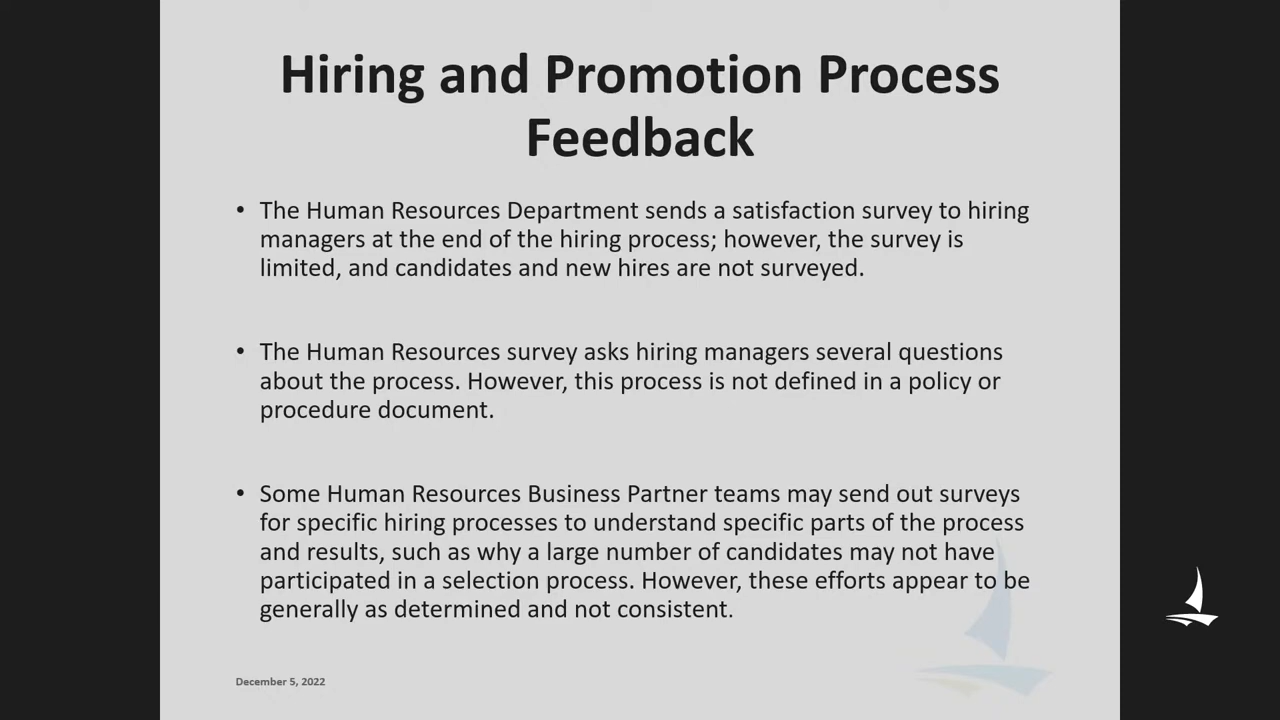 Hiring and Promotion Process
Feedback
• The Human Resources Department sends a satisfaction survey to hiring
managers at the end of the hiring process; however, the survey is
limited, and candidates and new hires are not surveyed.
• The Human Resources survey asks hiring managers several questions
about the process. However, this process is not defined in a policy or
procedure document.
• Some Human Resources Business Partner teams may send out surveys
for specific hiring processes to understand specific parts of the process
and results, such as why a large number of candidates may not have
participated in a selection process. However, these efforts appear to be
generally as determined and not consistent.
December 5, 2022